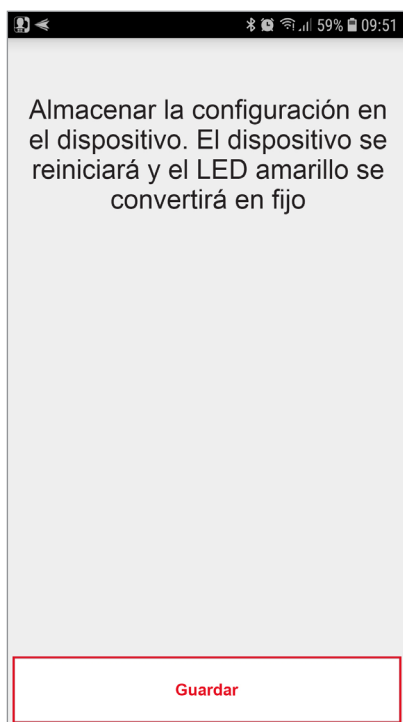 59% 09:51
Almacenar la configuración en
el dispositivo. El dispositivo se
reiniciará y el LED amarillo se
convertirá en fijo
Guardar